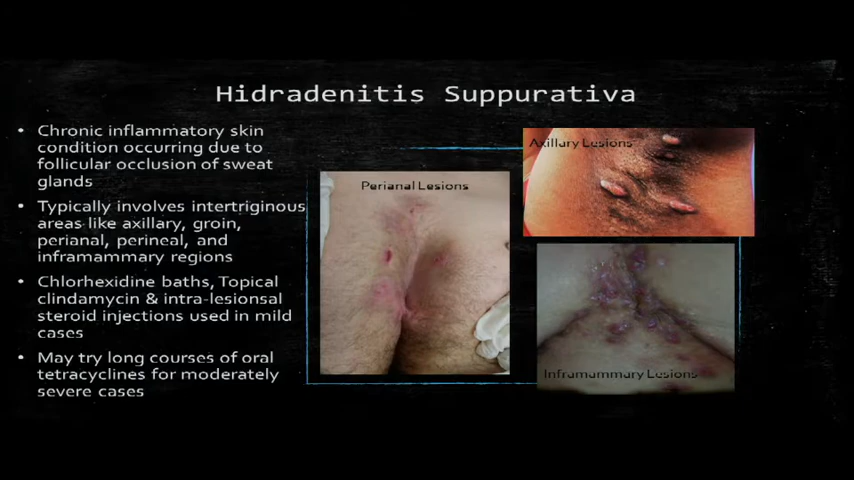 Hidradenitis Suppurativa
• Chronic inflammatory skin
condition occurring due to
follicular occlusion of sweat
glands
• Typically involves intertriginous
areas like axillary, groin,
perianal, perineal, and
inframammary regions
• Chlorhexidine baths, Topical
clindamycin & intra-lesionsal
steroid injections used in mild
cases
• May try long courses of oral
tetracyclines for moderately
severe cases
Perianal Lesions
Axillary Lesions
Inframammary Lesions